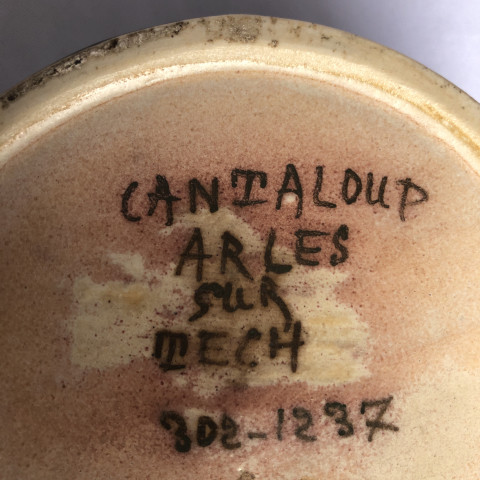 CANTALOUP
ARLES
SUR
TECH
302-1237